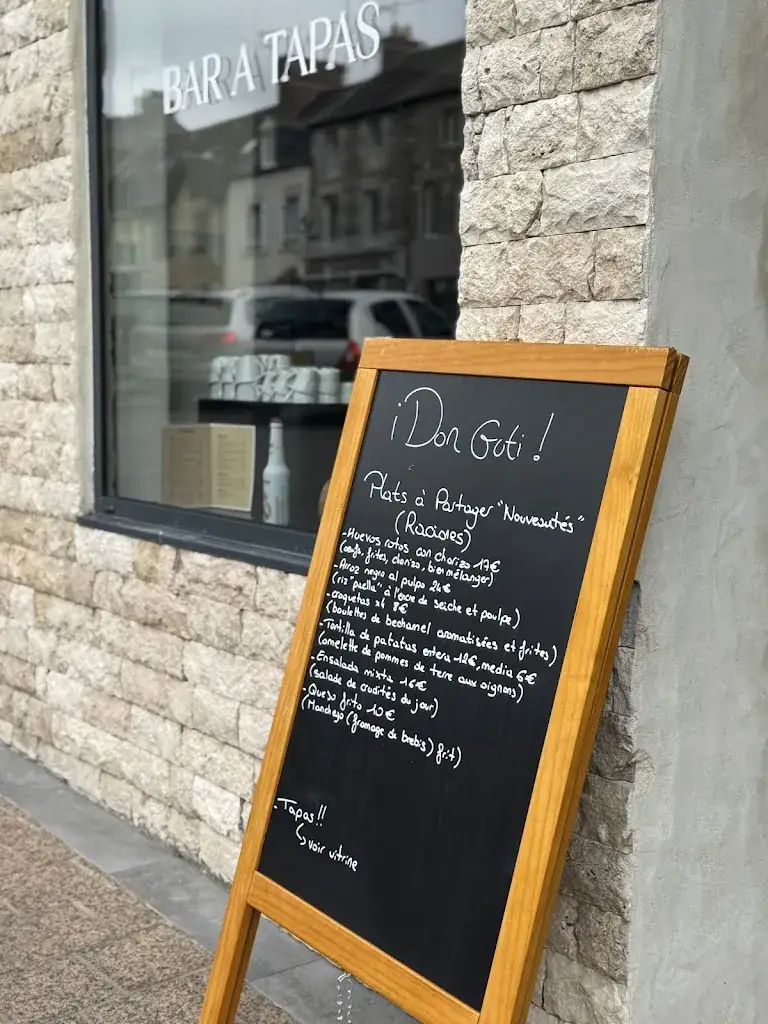 BAR A TAPAS
¡Don Guti!
Plats à Partager "Nouveautés"
(Raciones)
-Huevos rotos con chorizo 17€
(oeufs, frites, chorizo, bien mélanger)
-Arroz negro al pulpo 24€
(riz "paella" à l'encre de seiche et poulpe)
-croquetas x4 8€
(boulettes de bechamel aromatisées et frites)
-Tortilla de patatas entera 12€, media 6€
(omelette de pommes de terre aux oignons)
-Ensalada mixta 16€
(salade de crudités du jour)
-Queso frito 10€
(Manchego (fromage de brebis) frit)
-Tapas!!
↳ voir vitrine